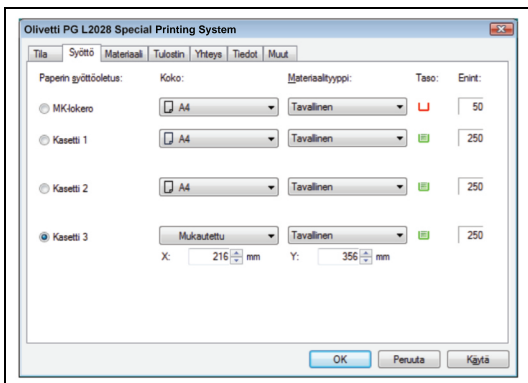 Olivetti PG L2028 Special Printing System
Tila Syöttö Materiaali Tulostin Yhteys Tiedot Muut
Paperin syöttöoletus: Koko: Materiaalityyppi: Taso: Enint:
MK-lokero A4 Tavallinen 50
Kasetti 1 A4 Tavallinen 250
Kasetti 2 A4 Tavallinen 250
Kasetti 3 Mukautettu Tavallinen 250
X: 216 mm Y: 356 mm
OK Peruuta Käytä